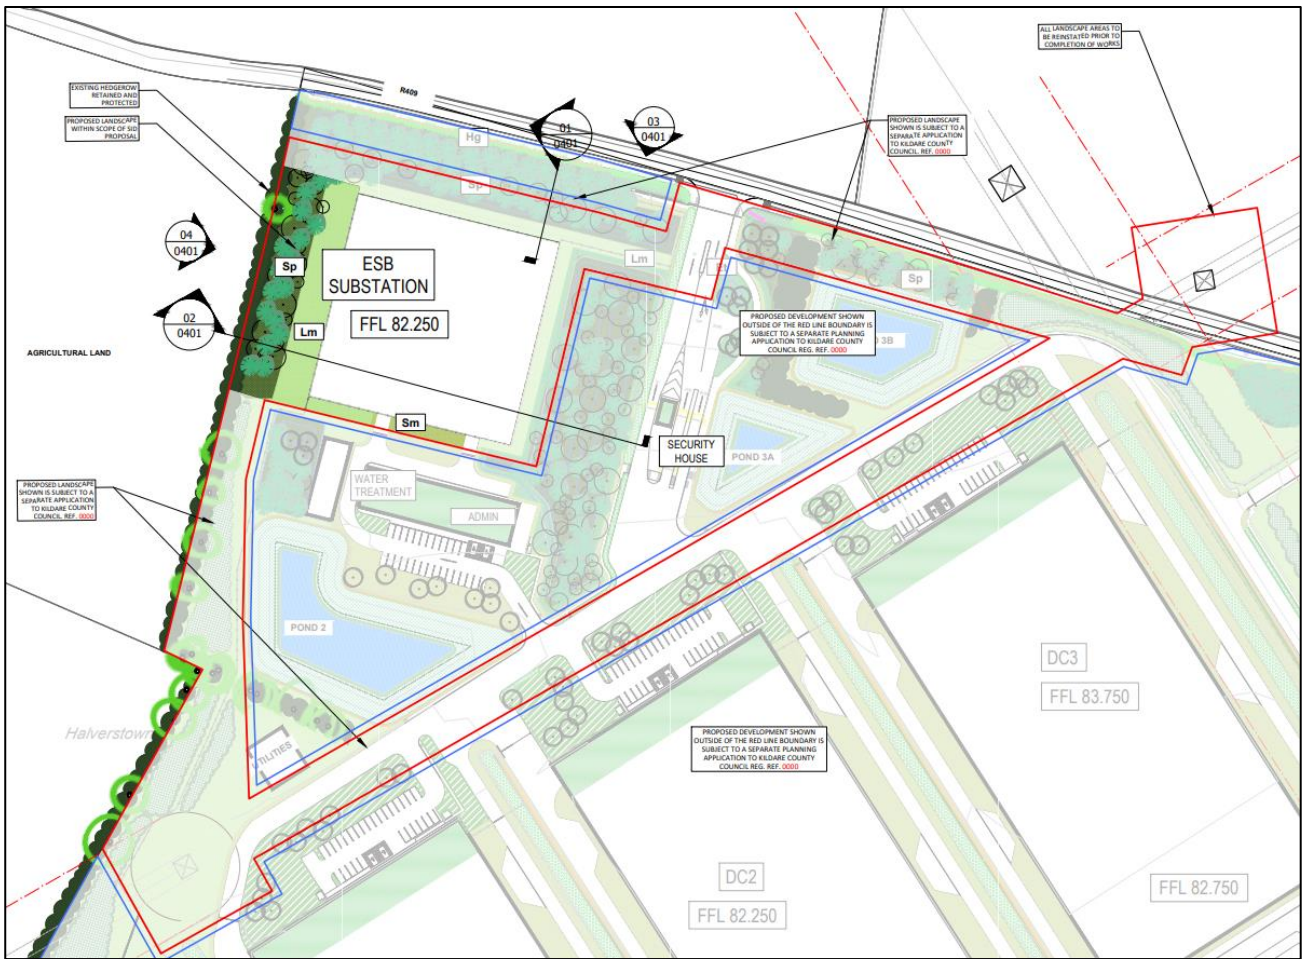 ALL LANDSCAPE AREAS TO
BE REINSTATED PRIOR TO
COMPLETION OF WORKS
R409
EXISTING HEDGEROW
RETAINED AND
PROTECTED
PROPOSED LANDSCAPE
WITHIN SCOPE OF SID
PROPOSAL
01
0401
03
0401
Hg
PROPOSED LANDSCAPE
SHOWN IS SUBJECT TO A
SEPARATE APPLICATION
TO KILDARE COUNTY
COUNCIL. REF. 0000
Sp
04
0401
Sp
ESB
SUBSTATION
Lm
Sp
FFL 82.250
02
0401
Lm
PROPOSED DEVELOPMENT SHOWN
OUTSIDE OF THE RED LINE BOUNDARY IS
SUBJECT TO A SEPARATE PLANNING
APPLICATION TO KILDARE COUNTY
COUNCIL REG. REF. 0000
3B
AGRICULTURAL LAND
Sm
SECURITY
HOUSE
POND 3A
WATER
TREATMENT
PROPOSED LANDSCAPE
SHOWN IS SUBJECT TO A
SEPARATE APPLICATION
TO KILDARE COUNTY
COUNCIL. REF. 0000
ADMIN
POND 2
DC3
FFL 83.750
Halverstown
UTILITIES
PROPOSED DEVELOPMENT SHOWN
OUTSIDE OF THE RED LINE BOUNDARY IS
SUBJECT TO A SEPARATE PLANNING
APPLICATION TO KILDARE COUNTY
COUNCIL REG. REF. 0000
DC2
FFL 82.250
FFL 82.750